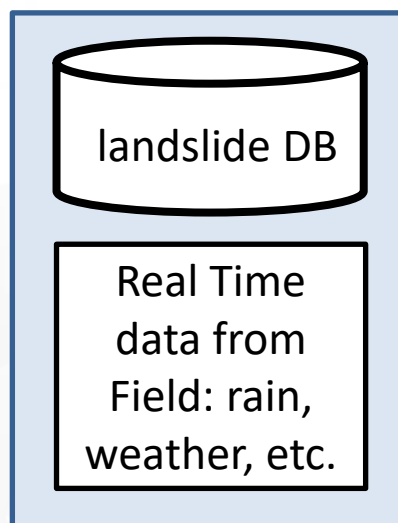 landslide DB
Real Time
data from
Field: rain,
weather, etc.